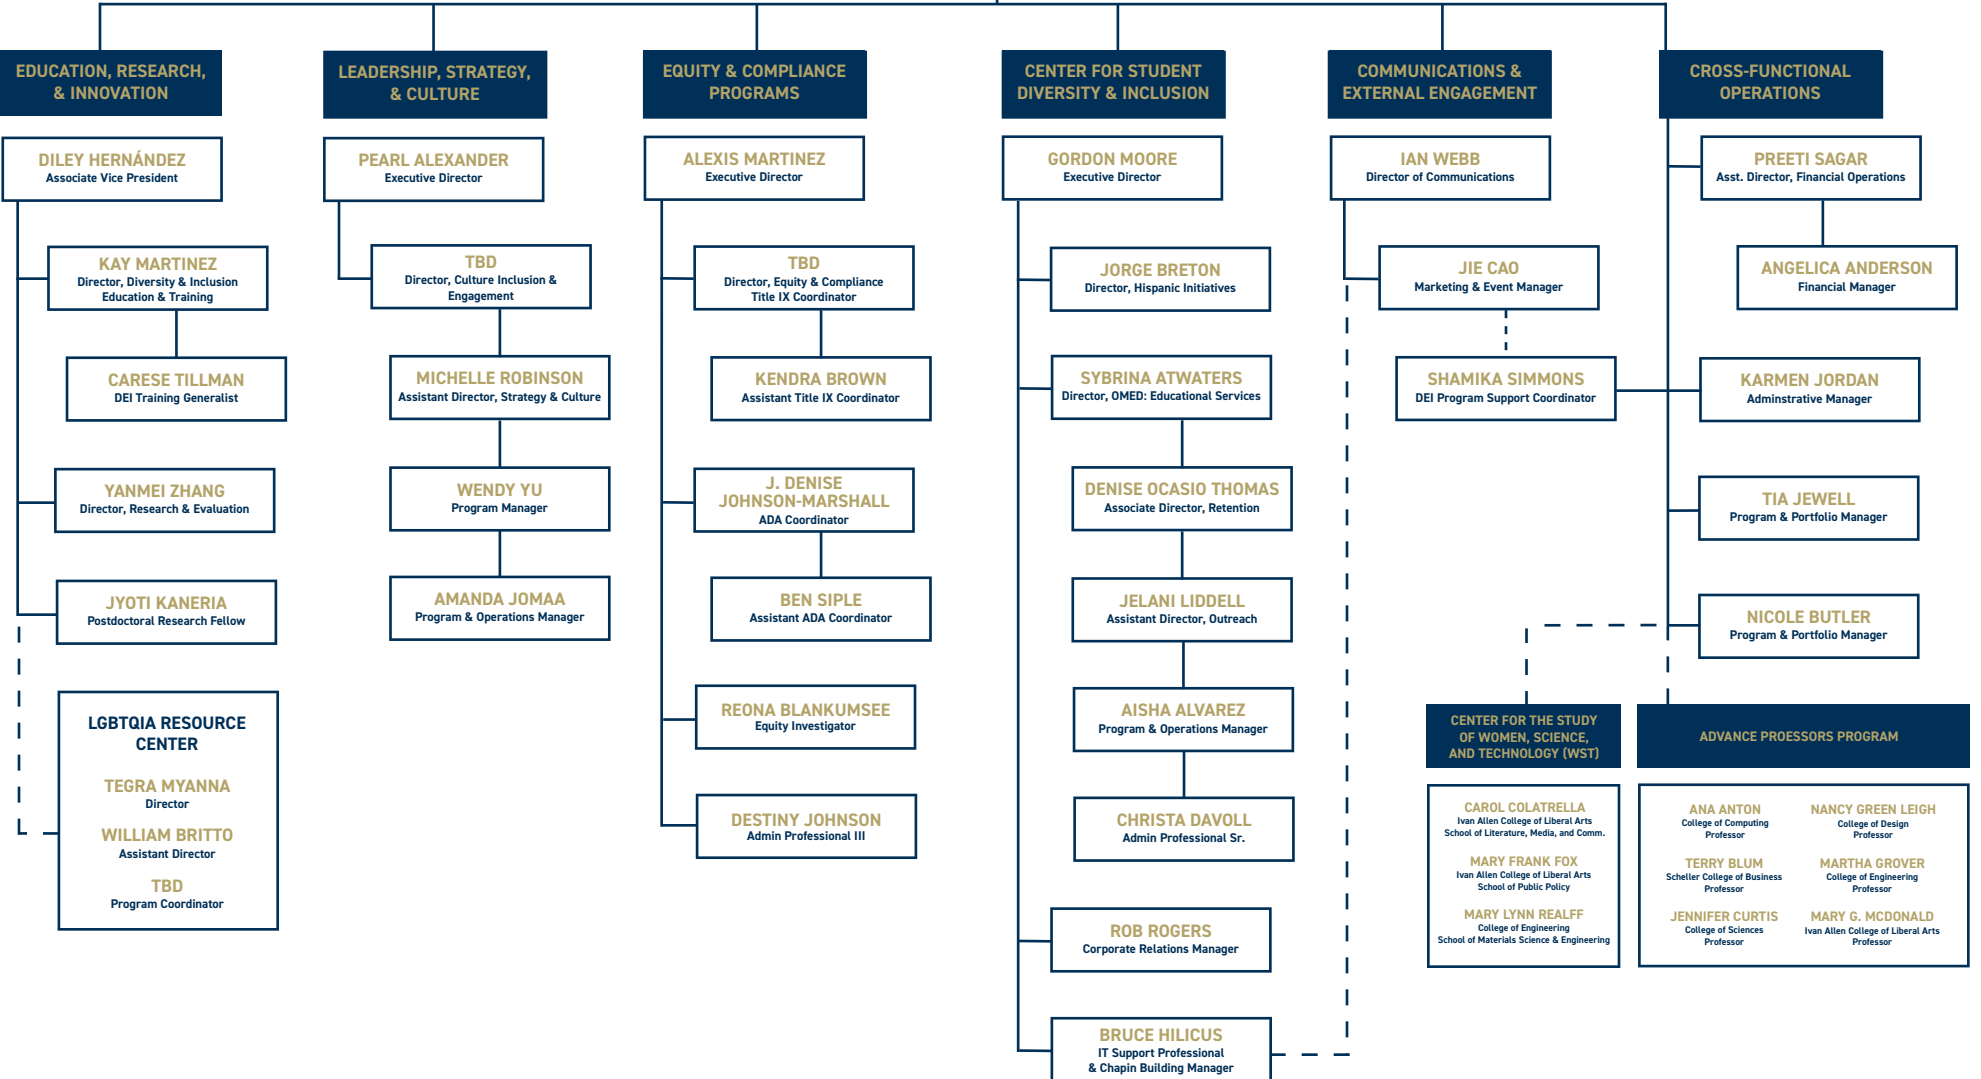 EDUCATION, RESEARCH,
& INNOVATION
DILEY HERNÁNDEZ
Associate Vice President
KAY MARTINEZ
Director, Diversity & Inclusion
Education & Training
CARESE TILLMAN
DEI Training Generalist
YANMEI ZHANG
Director, Research & Evaluation
JYOTI KANERIA
Postdoctoral Research Fellow
LGBTQIA RESOURCE
CENTER
TEGRA MYANNA
Director
WILLIAM BRITTO
Assistant Director
TBD
Program Coordinator
LEADERSHIP, STRATEGY,
& CULTURE
PEARL ALEXANDER
Executive Director
TBD
Director, Culture Inclusion &
Engagement
MICHELLE ROBINSON
Assistant Director, Strategy & Culture
WENDY YU
Program Manager
AMANDA JOMAA
Program & Operations Manager
EQUITY & COMPLIANCE
PROGRAMS
ALEXIS MARTINEZ
Executive Director
TBD
Director, Equity & Compliance
Title IX Coordinator
KENDRA BROWN
Assistant Title IX Coordinator
J. DENISE
JOHNSON-MARSHALL
ADA Coordinator
BEN SIPLE
Assistant ADA Coordinator
REONA BLANKUMSEE
Equity Investigator
DESTINY JOHNSON
Admin Professional III
CENTER FOR STUDENT
DIVERSITY & INCLUSION
GORDON MOORE
Executive Director
JORGE BRETON
Director, Hispanic Initiatives
SYBRINA ATWATERS
Director, OMED: Educational Services
DENISE OCASIO THOMAS
Associate Director, Retention
JELANI LIDDELL
Assistant Director, Outreach
AISHA ALVAREZ
Program & Operations Manager
CHRISTA DAVOLL
Admin Professional Sr.
ROB ROGERS
Corporate Relations Manager
BRUCE HILICUS
IT Support Professional
& Chapin Building Manager
COMMUNICATIONS &
EXTERNAL ENGAGEMENT
IAN WEBB
Director of Communications
JIE CAO
Marketing & Event Manager
SHAMIKA SIMMONS
DEI Program Support Coordinator
CROSS-FUNCTIONAL
OPERATIONS
PREETI SAGAR
Asst. Director, Financial Operations
ANGELICA ANDERSON
Financial Manager
KARMEN JORDAN
Adminstrative Manager
TIA JEWELL
Program & Portfolio Manager
NICOLE BUTLER
Program & Portfolio Manager
CENTER FOR THE STUDY
OF WOMEN, SCIENCE,
AND TECHNOLOGY (WST)
CAROL COLATRELLA
Ivan Allen College of Liberal Arts
School of Literature, Media, and Comm.
MARY FRANK FOX
Ivan Allen College of Liberal Arts
School of Public Policy
MARY LYNN REALFF
College of Engineering
School of Materials Science & Engineering
ADVANCE PROESSORS PROGRAM
ANA ANTON
College of Computing
Professor
NANCY GREEN LEIGH
College of Design
Professor
TERRY BLUM
Scheller College of Business
Professor
MARTHA GROVER
College of Engineering
Professor
JENNIFER CURTIS
College of Sciences
Professor
MARY G. MCDONALD
Ivan Allen College of Liberal Arts
Professor